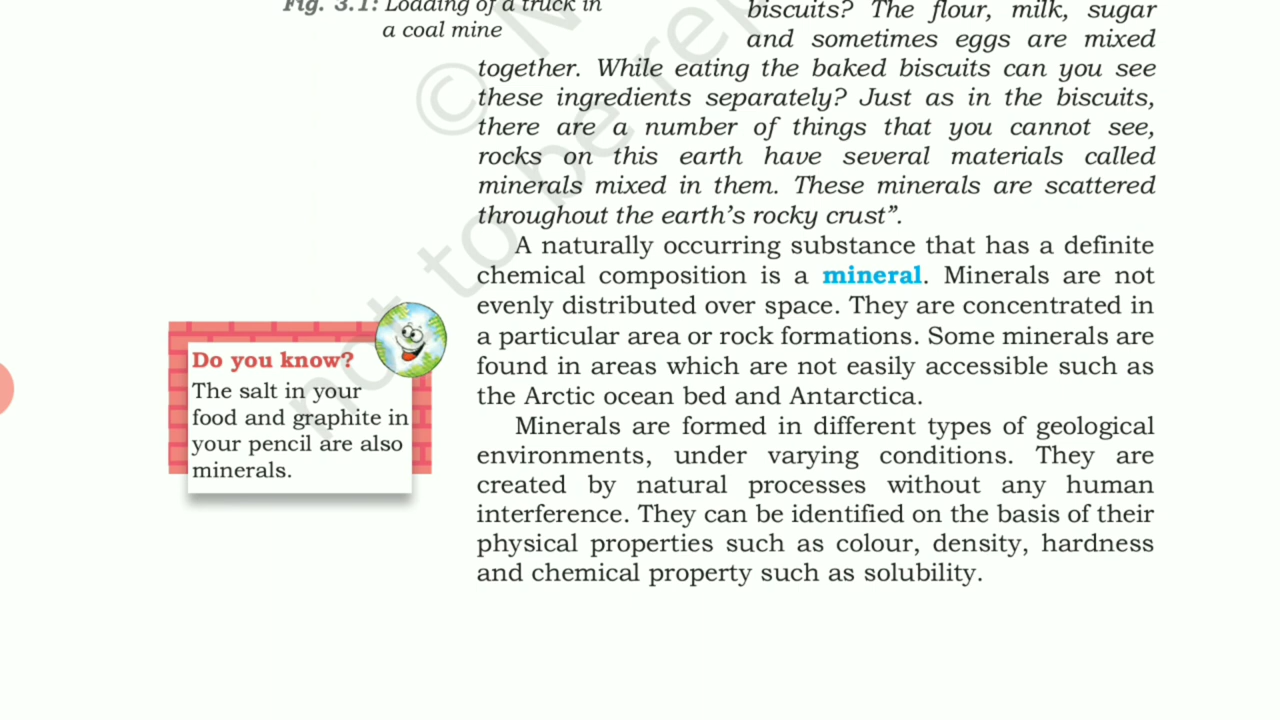 Fig. 3.1: Loading of a truck in
a coal mine
biscuits? The flour, milk, sugar
and sometimes eggs are mixed
together. While eating the baked biscuits can you see
these ingredients separately? Just as in the biscuits,
there are a number of things that you cannot see,
rocks on this earth have several materials called
minerals mixed in them. These minerals are scattered
throughout the earth's rocky crust”.
A naturally occurring substance that has a definite
chemical composition is a mineral. Minerals are not
evenly distributed over space. They are concentrated in
a particular area or rock formations. Some minerals are
found in areas which are not easily accessible such as
the Arctic ocean bed and Antarctica.
Minerals are formed in different types of geological
environments, under varying conditions. They are
created by natural processes without any human
interference. They can be identified on the basis of their
physical properties such as colour, density, hardness
and chemical property such as solubility.
Do you know?
The salt in your
food and graphite in
your pencil are also
minerals.
© N
not to be rep